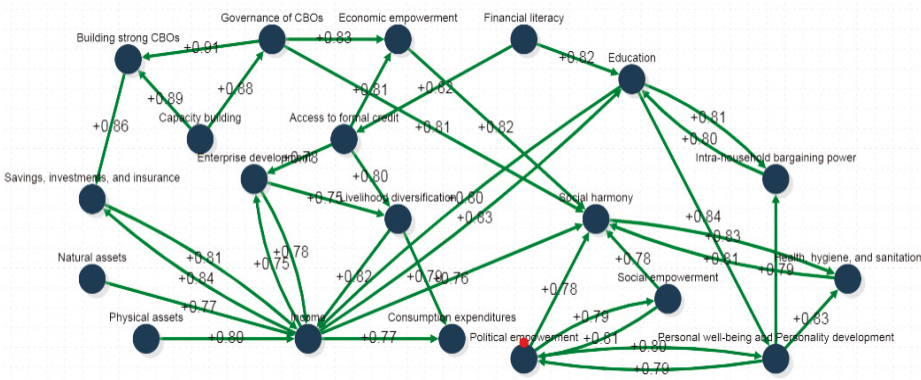 Governance of CBOs
Economic empowerment
Financial literacy
Building strong CBOs
+0.91
+0.83
+0.82
Education
+0.89
+0.88
+0.81
+0.82
+0.81
+0.80
Capacity building
Access to formal credit
+0.86
+0.81
+0.82
Enterprise development
+0.78
Intra-household bargaining power
Savings, investments, and insurance
+0.80
+0.75
Livelihood diversification
+0.80
Social harmony
+0.83
+0.84
+0.83
Natural assets
+0.81
+0.84
+0.78
+0.75
+0.82
+0.79
+0.76
+0.78
+0.81
+0.79
Health, hygiene, and sanitation
Social empowerment
+0.77
+0.78
Physical assets
Income
Consumption expenditures
+0.79
+0.83
+0.80
+0.77
Political empowerment
+0.81
+0.80
Personal well-being and Personality development
+0.79